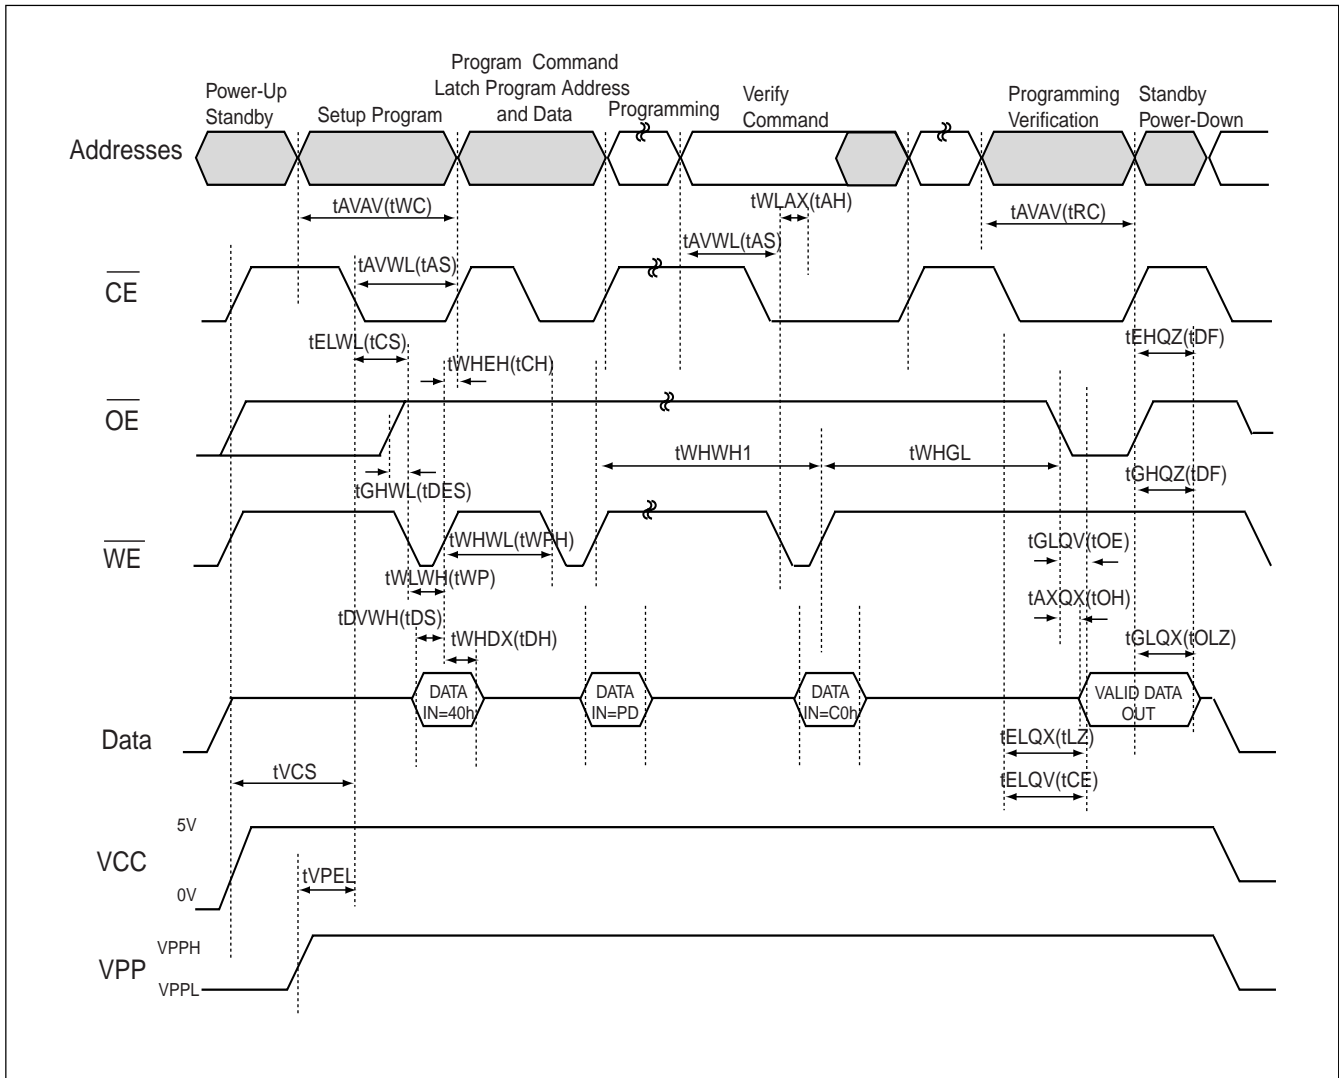 Power-Up
Standby
Setup Program
Program Command
Latch Program Address
and Data
Programming
Verify
Command
Programming
Verification
Standby
Power-Down
Addresses
tAVAV(tWC)
tWLAX(tAH)
tAVAV(tRC)
tAVWL(tAS)
tAVWL(tAS)
CE
tELWL(tCS)
tWHEH(tCH)
tEHQZ(tDF)
OE
tWHWH1
tWHGL
tGHWL(tDES)
tGHQZ(tDF)
WE
tWHWL(tWPH)
tGLQV(tOE)
tWLWH(tWP)
tAXQX(tOH)
tDVWH(tDS)
tWHDX(tDH)
tGLQX(tOLZ)
DATA
IN=40h
DATA
IN=PD
DATA
IN=C0h
VALID DATA
OUT
Data
tELQX(tLZ)
tVCS
tELQV(tCE)
5V
VCC
tVPEL
0V
VPPH
VPP
VPPL